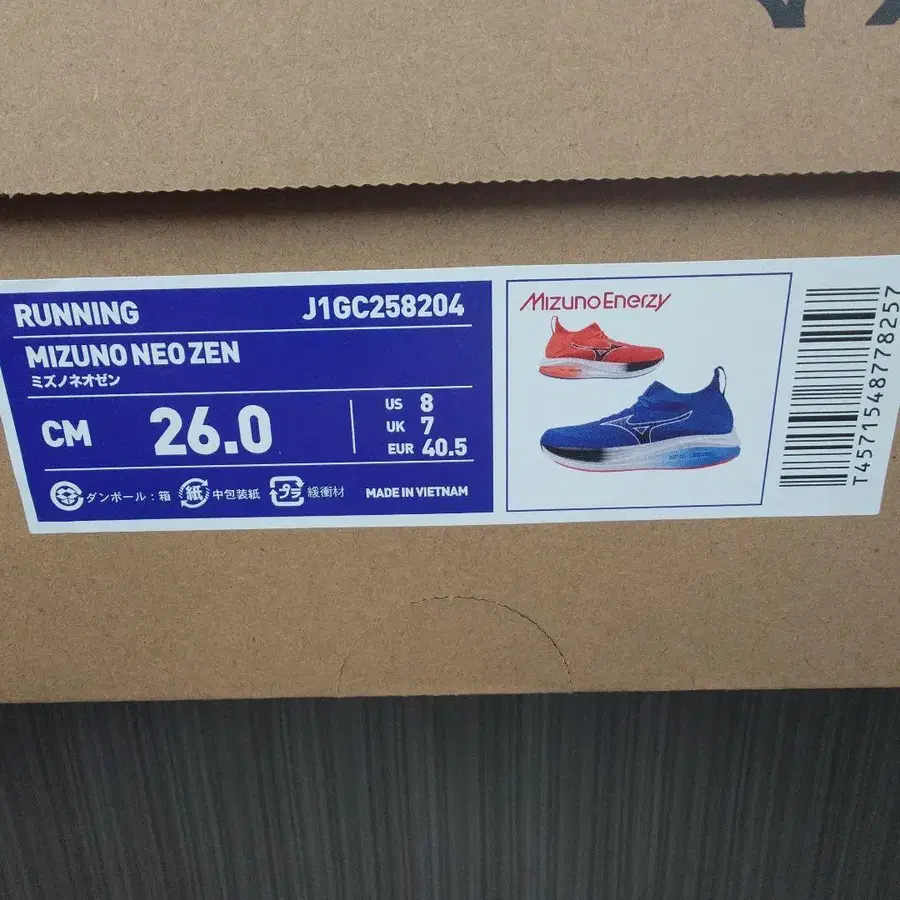 RUNNING J1GC258204
MIZUNO NEO ZEN
ミズノネオゼン
CM 26.0
US 8
UK 7
EUR 40.5
ダンボール：箱 紙 中包装紙 プラ 緩衝材 MADE IN VIETNAM
Mizuno Enerzy
T4571548778257